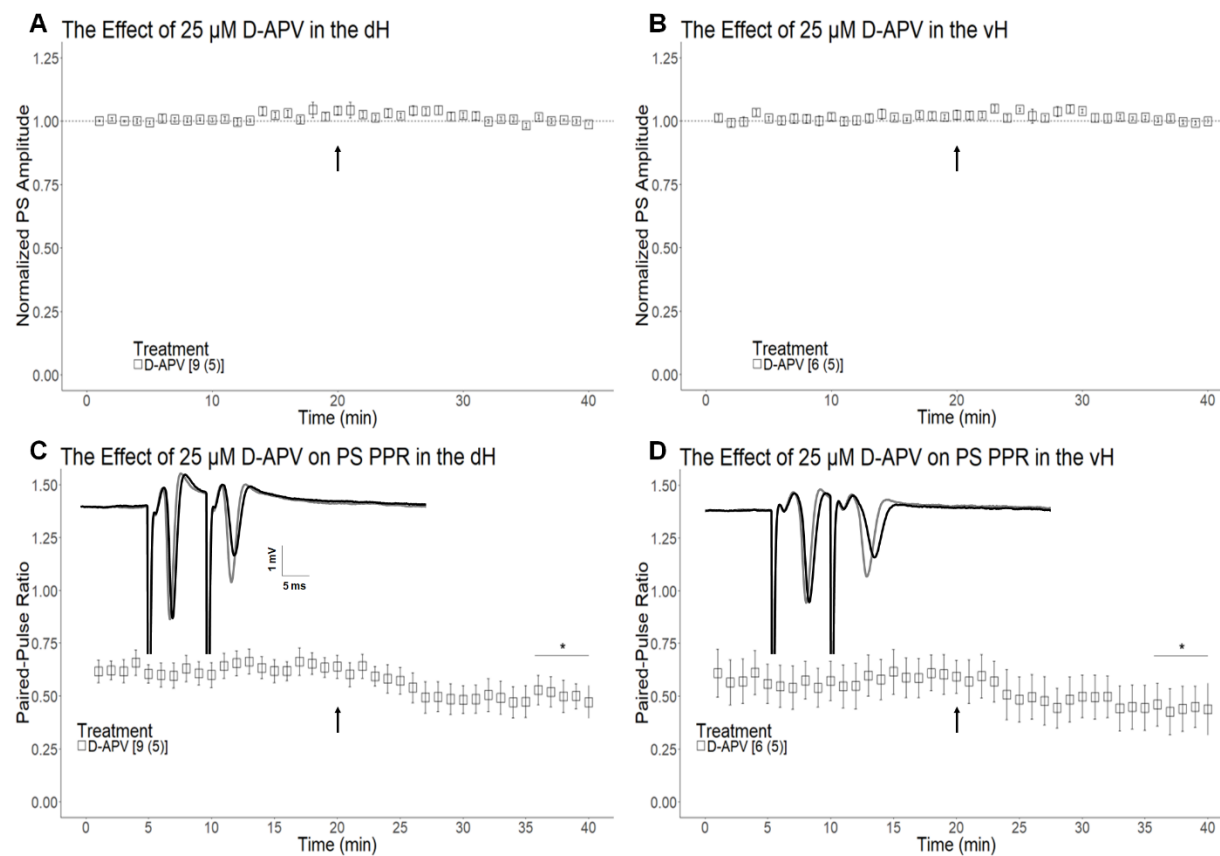 A The Effect of 25 µM D-APV in the dH
Normalized PS Amplitude
1.25
1.00
0.75
0.50
0.25
0.00
Treatment
D-APV [9 (5)]
0 10 20 30 40
Time (min)
B The Effect of 25 µM D-APV in the vH
Normalized PS Amplitude
1.25
1.00
0.75
0.50
0.25
0.00
Treatment
D-APV [6 (5)]
0 10 20 30 40
Time (min)
C The Effect of 25 µM D-APV on PS PPR in the dH
Paired-Pulse Ratio
1.50
1.25
1.00
0.75
0.50
0.25
0.00
1 mV
5 ms
*
Treatment
D-APV [9 (5)]
0 5 10 15 20 25 30 35 40
Time (min)
D The Effect of 25 µM D-APV on PS PPR in the vH
Paired-Pulse Ratio
1.50
1.25
1.00
0.75
0.50
0.25
0.00
*
Treatment
D-APV [6 (5)]
0 5 10 15 20 25 30 35 40
Time (min)